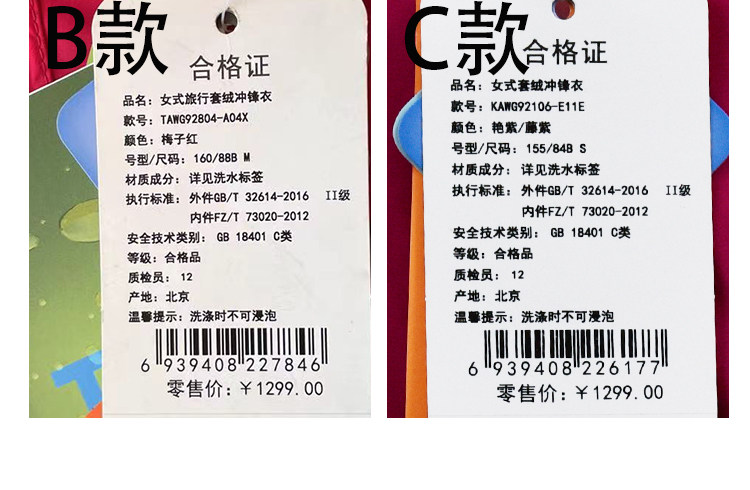 B款
合格证
品名：女式旅行套绒冲锋衣
款号：TAWG92804-A04X
颜色：梅子红
号型/尺码：160/88B M
材质成分：详见洗水标签
执行标准：外件GB/T 32614-2016 II级
内件FZ/T 73020-2012
安全技术类别：GB 18401 C类
等级：合格品
质检员：12
产地：北京
温馨提示：洗涤时不可浸泡
6 939408 227846
零售价：￥1299.00
C款
合格证
品名：女式套绒冲锋衣
款号：KAWG92106-E11E
颜色：艳紫/藤紫
号型/尺码：155/84B S
材质成分：详见洗水标签
执行标准：外件GB/T 32614-2016 II级
内件FZ/T 73020-2012
安全技术类别：GB 18401 C类
等级：合格品
质检员：12
产地：北京
温馨提示：洗涤时不可浸泡
6 939408 226177
零售价：￥1299.00